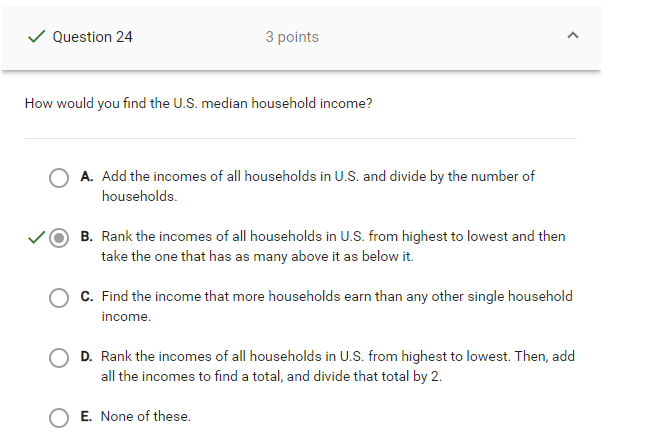 Question 24 3 points
How would you find the U.S. median household income?
A. Add the incomes of all households in U.S. and divide by the number of
households.
B. Rank the incomes of all households in U.S. from highest to lowest and then
take the one that has as many above it as below it.
C. Find the income that more households earn than any other single household
income.
D. Rank the incomes of all households in U.S. from highest to lowest. Then, add
all the incomes to find a total, and divide that total by 2.
E. None of these.